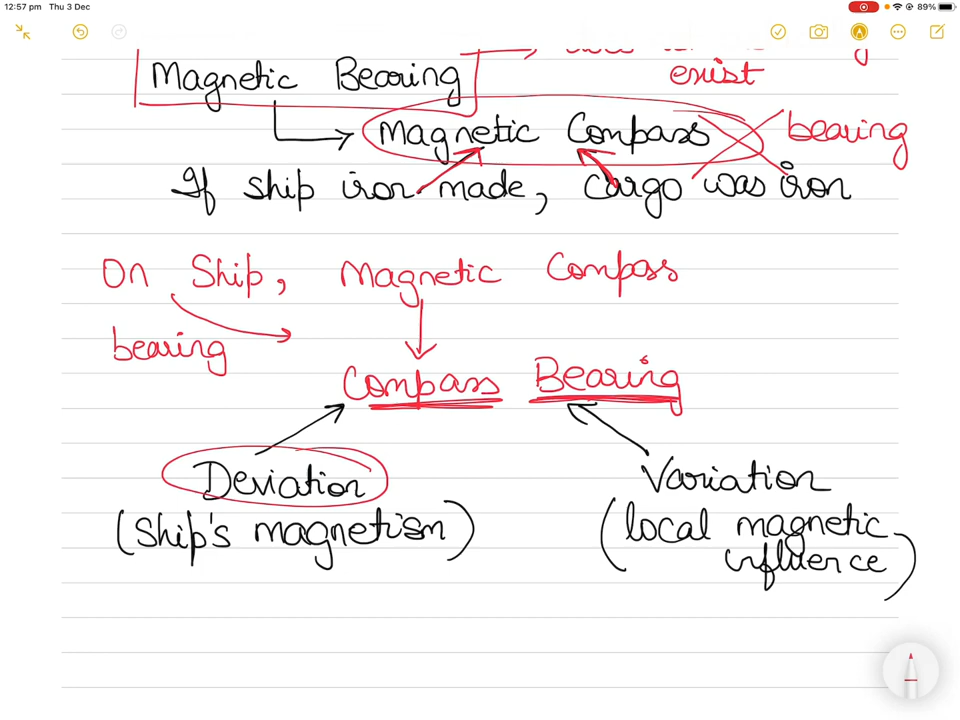 12:57 pm Thu 3 Dec 89%
exist
Magnetic Bearing
Magnetic Compass bearing
If ship iron made, cargo was iron
On Ship, Magnetic Compass
bearing
Compass Bearing
Deviation Variation
(Ship's magnetism) (local magnetic
influence)